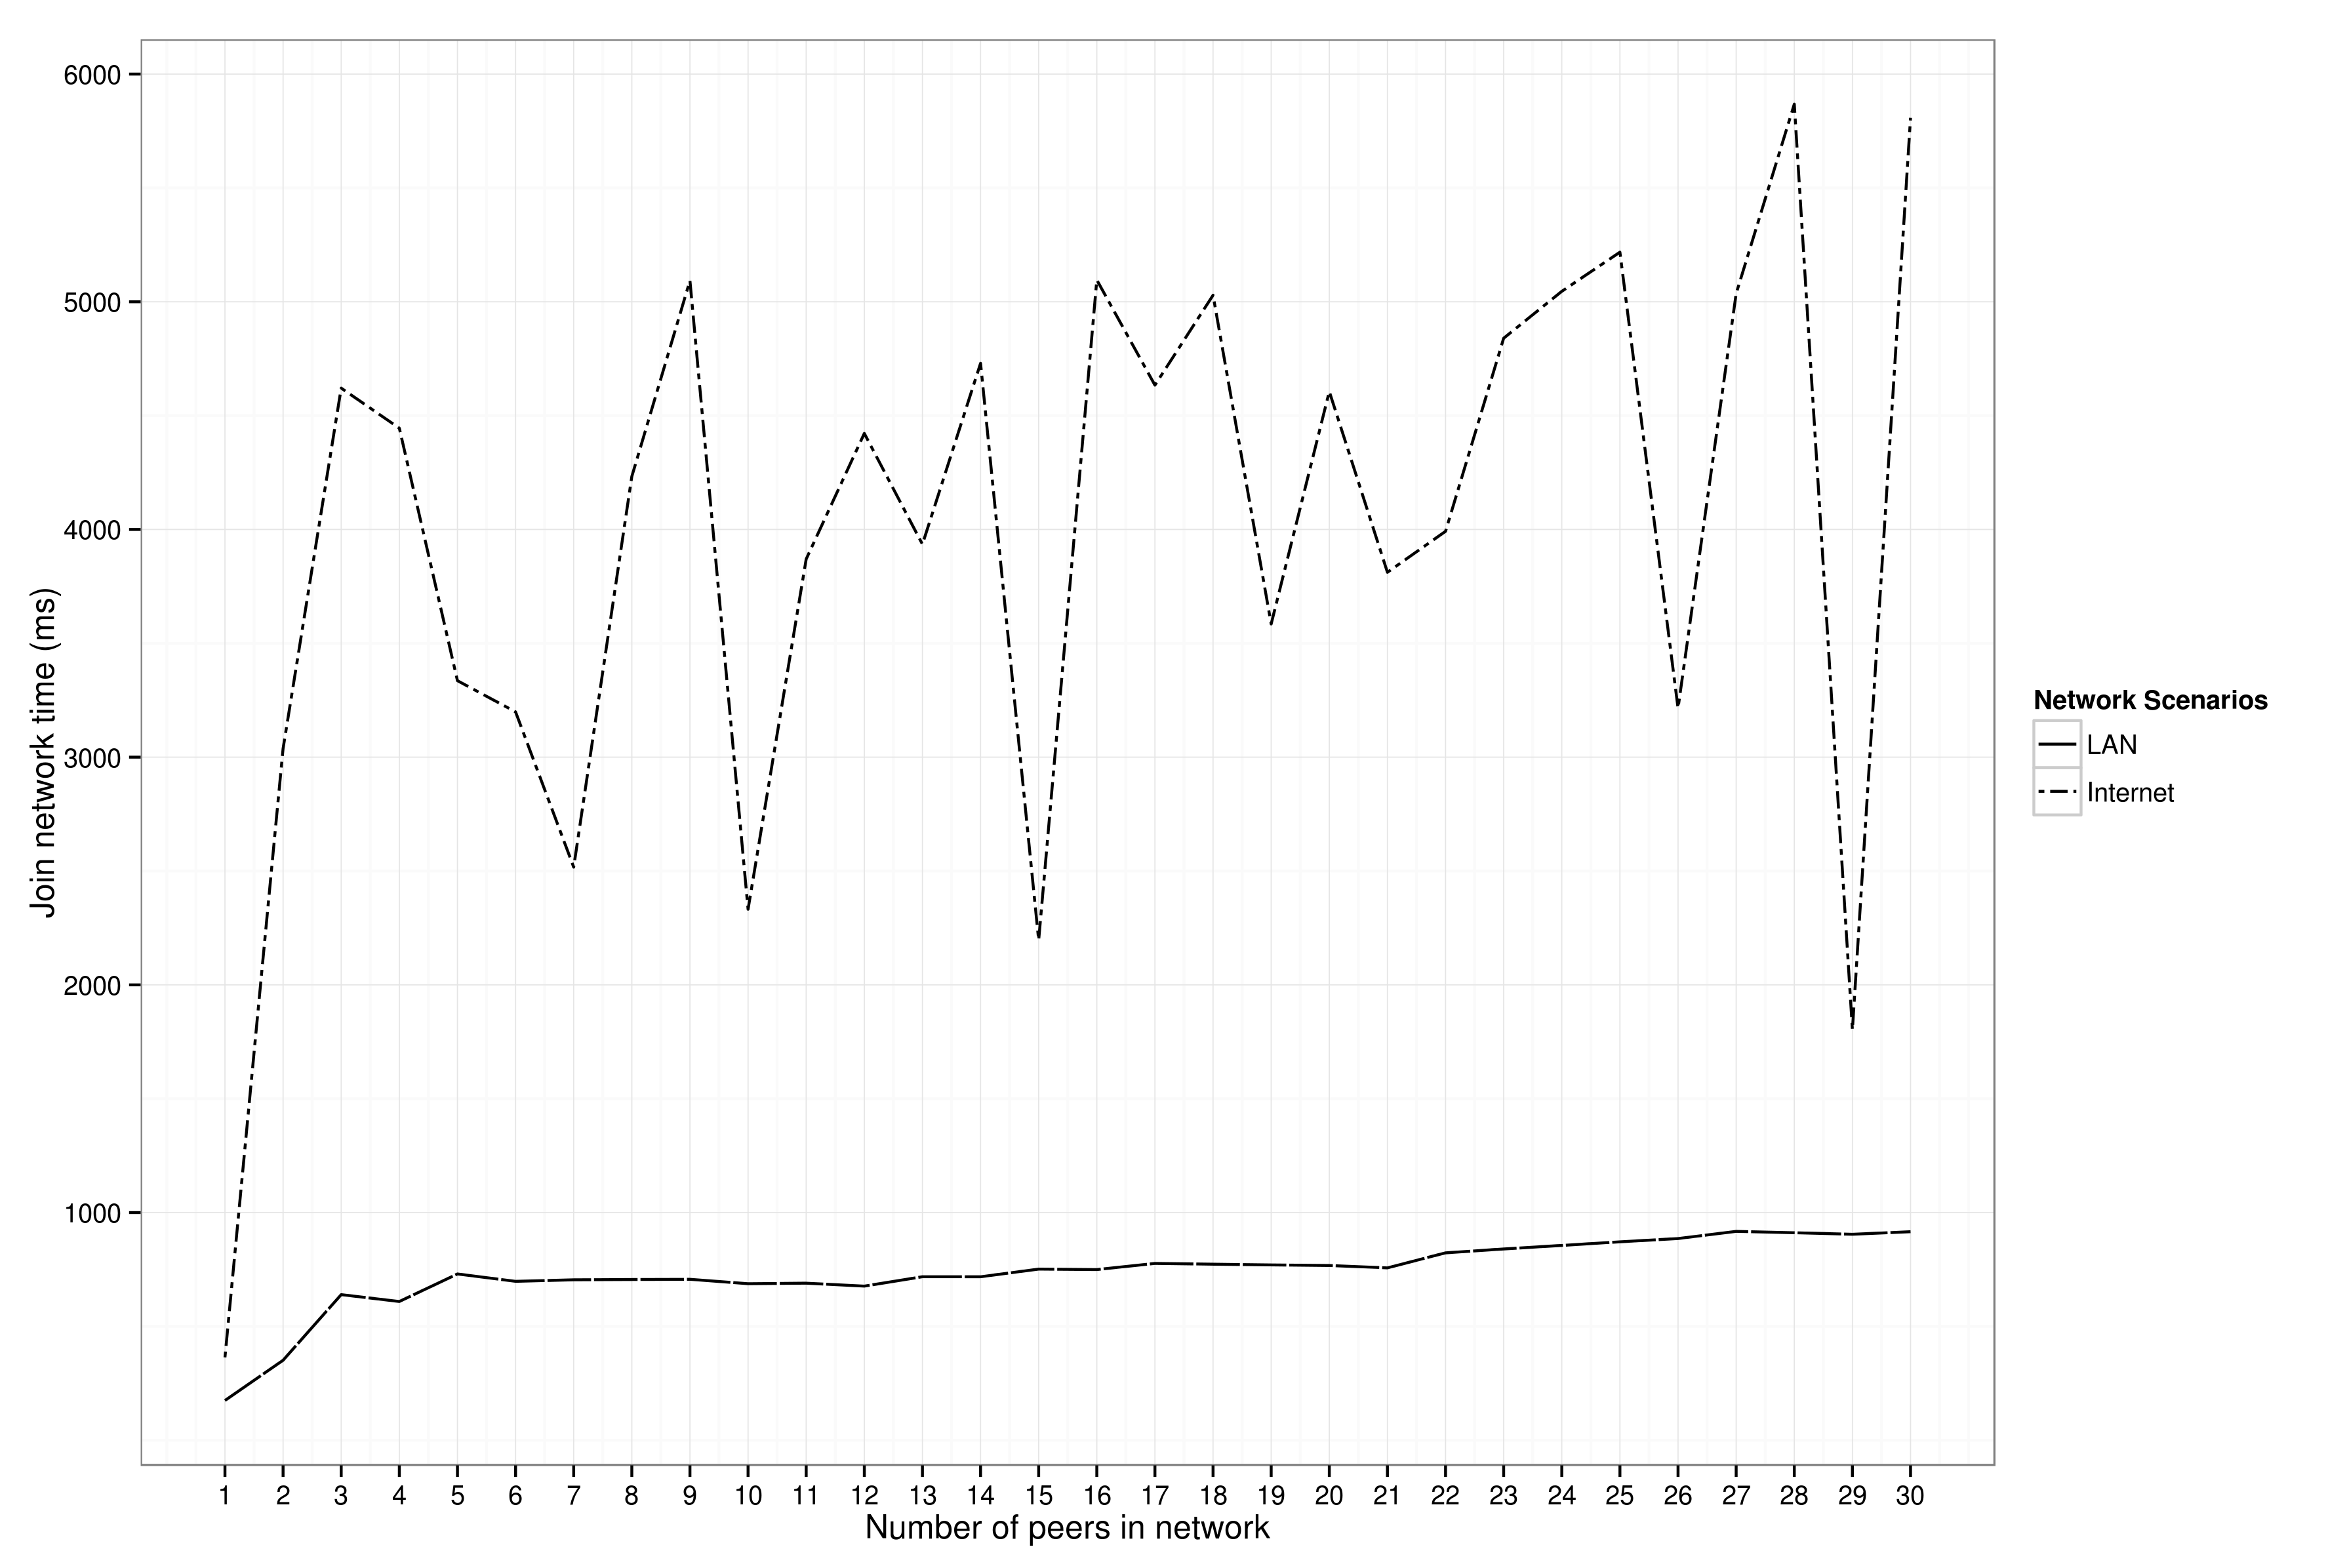 6000
5000
4000
3000
2000
1000
Join network time (ms)
1 2 3 4 5 6 7 8 9 10 11 12 13 14 15 16 17 18 19 20 21 22 23 24 25 26 27 28 29 30
Number of peers in network
Network Scenarios
LAN
Internet